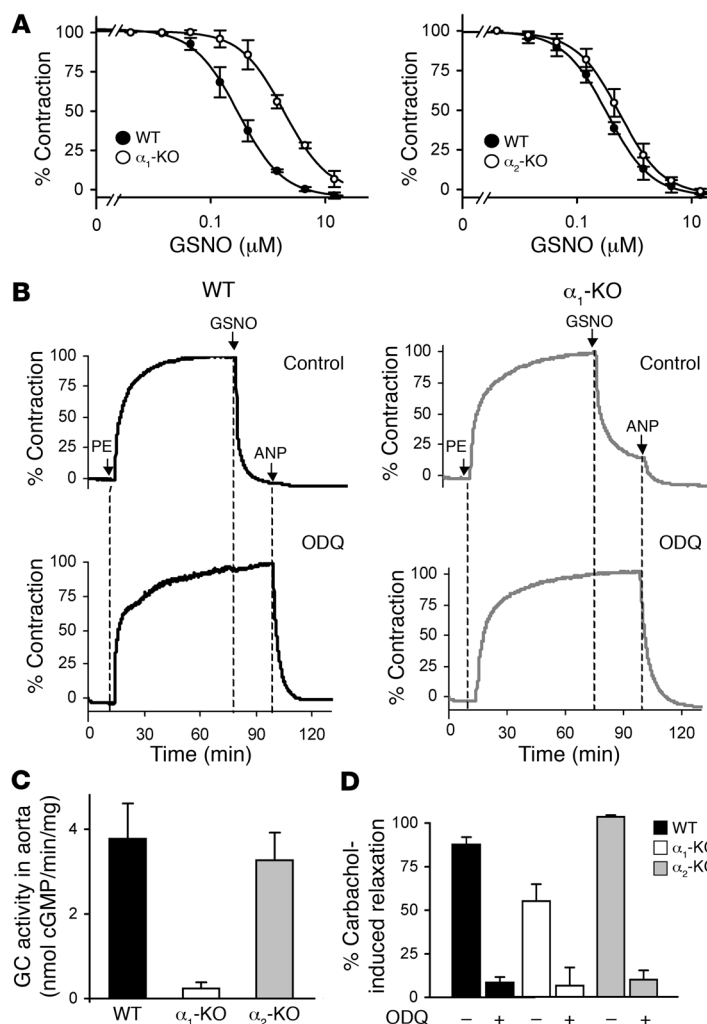 A
% Contraction
100
75
50
25
0
WT
α1-KO
0
0.1
10
GSNO (μM)
% Contraction
100
75
50
25
0
WT
α2-KO
0
0.1
10
GSNO (μM)
B
WT
α1-KO
GSNO
Control
% Contraction
100
75
50
25
0
PE
ANP
GSNO
Control
% Contraction
100
75
50
25
0
PE
ANP
ODQ
% Contraction
100
75
50
25
0
0 30 60 90 120
Time (min)
ODQ
% Contraction
100
75
50
25
0
0 30 60 90 120
Time (min)
C
GC activity in aorta
(nmol cGMP/min/mg)
4
2
0
WT α1-KO α2-KO
D
% Carbachol-
induced relaxation
100
75
50
25
0
WT
α1-KO
α2-KO
ODQ – + – + – +